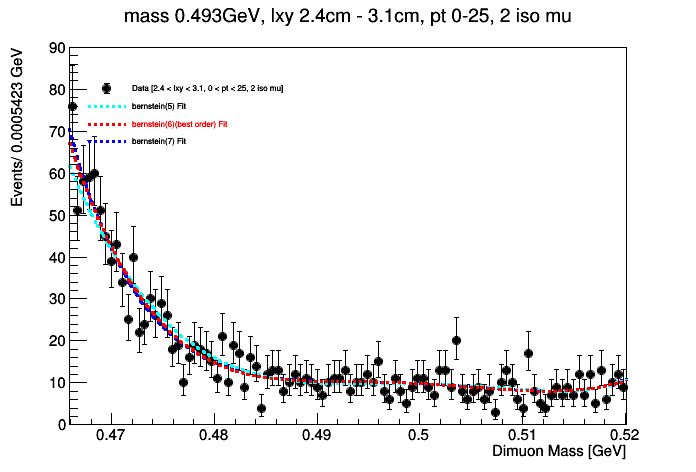 mass 0.493GeV, lxy 2.4cm - 3.1cm, pt 0-25, 2 iso mu
Events/ 0.0005423 GeV
90
80
70
60
50
40
30
20
10
0
Data [2.4 < lxy < 3.1, 0 < pt < 25, 2 iso mu]
bernstein(5) Fit
bernstein(6)(best order) Fit
bernstein(7) Fit
0.47 0.48 0.49 0.5 0.51 0.52
Dimuon Mass [GeV]